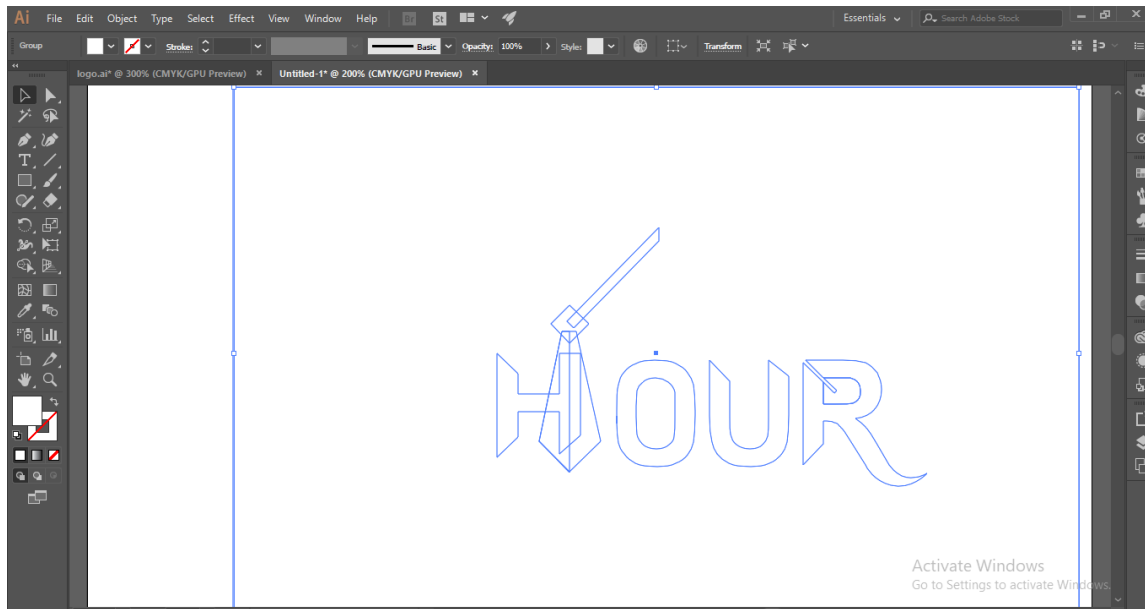 Ai File Edit Object Type Select Effect View Window Help Br St Essentials Search Adobe Stock
Group Stroke: Basic Opacity: 100% Style: Transform
logo.ai* @ 300% (CMYK/GPU Preview) × Untitled-1* @ 200% (CMYK/GPU Preview) ×
HOUR
Activate Windows
Go to Settings to activate Windows.